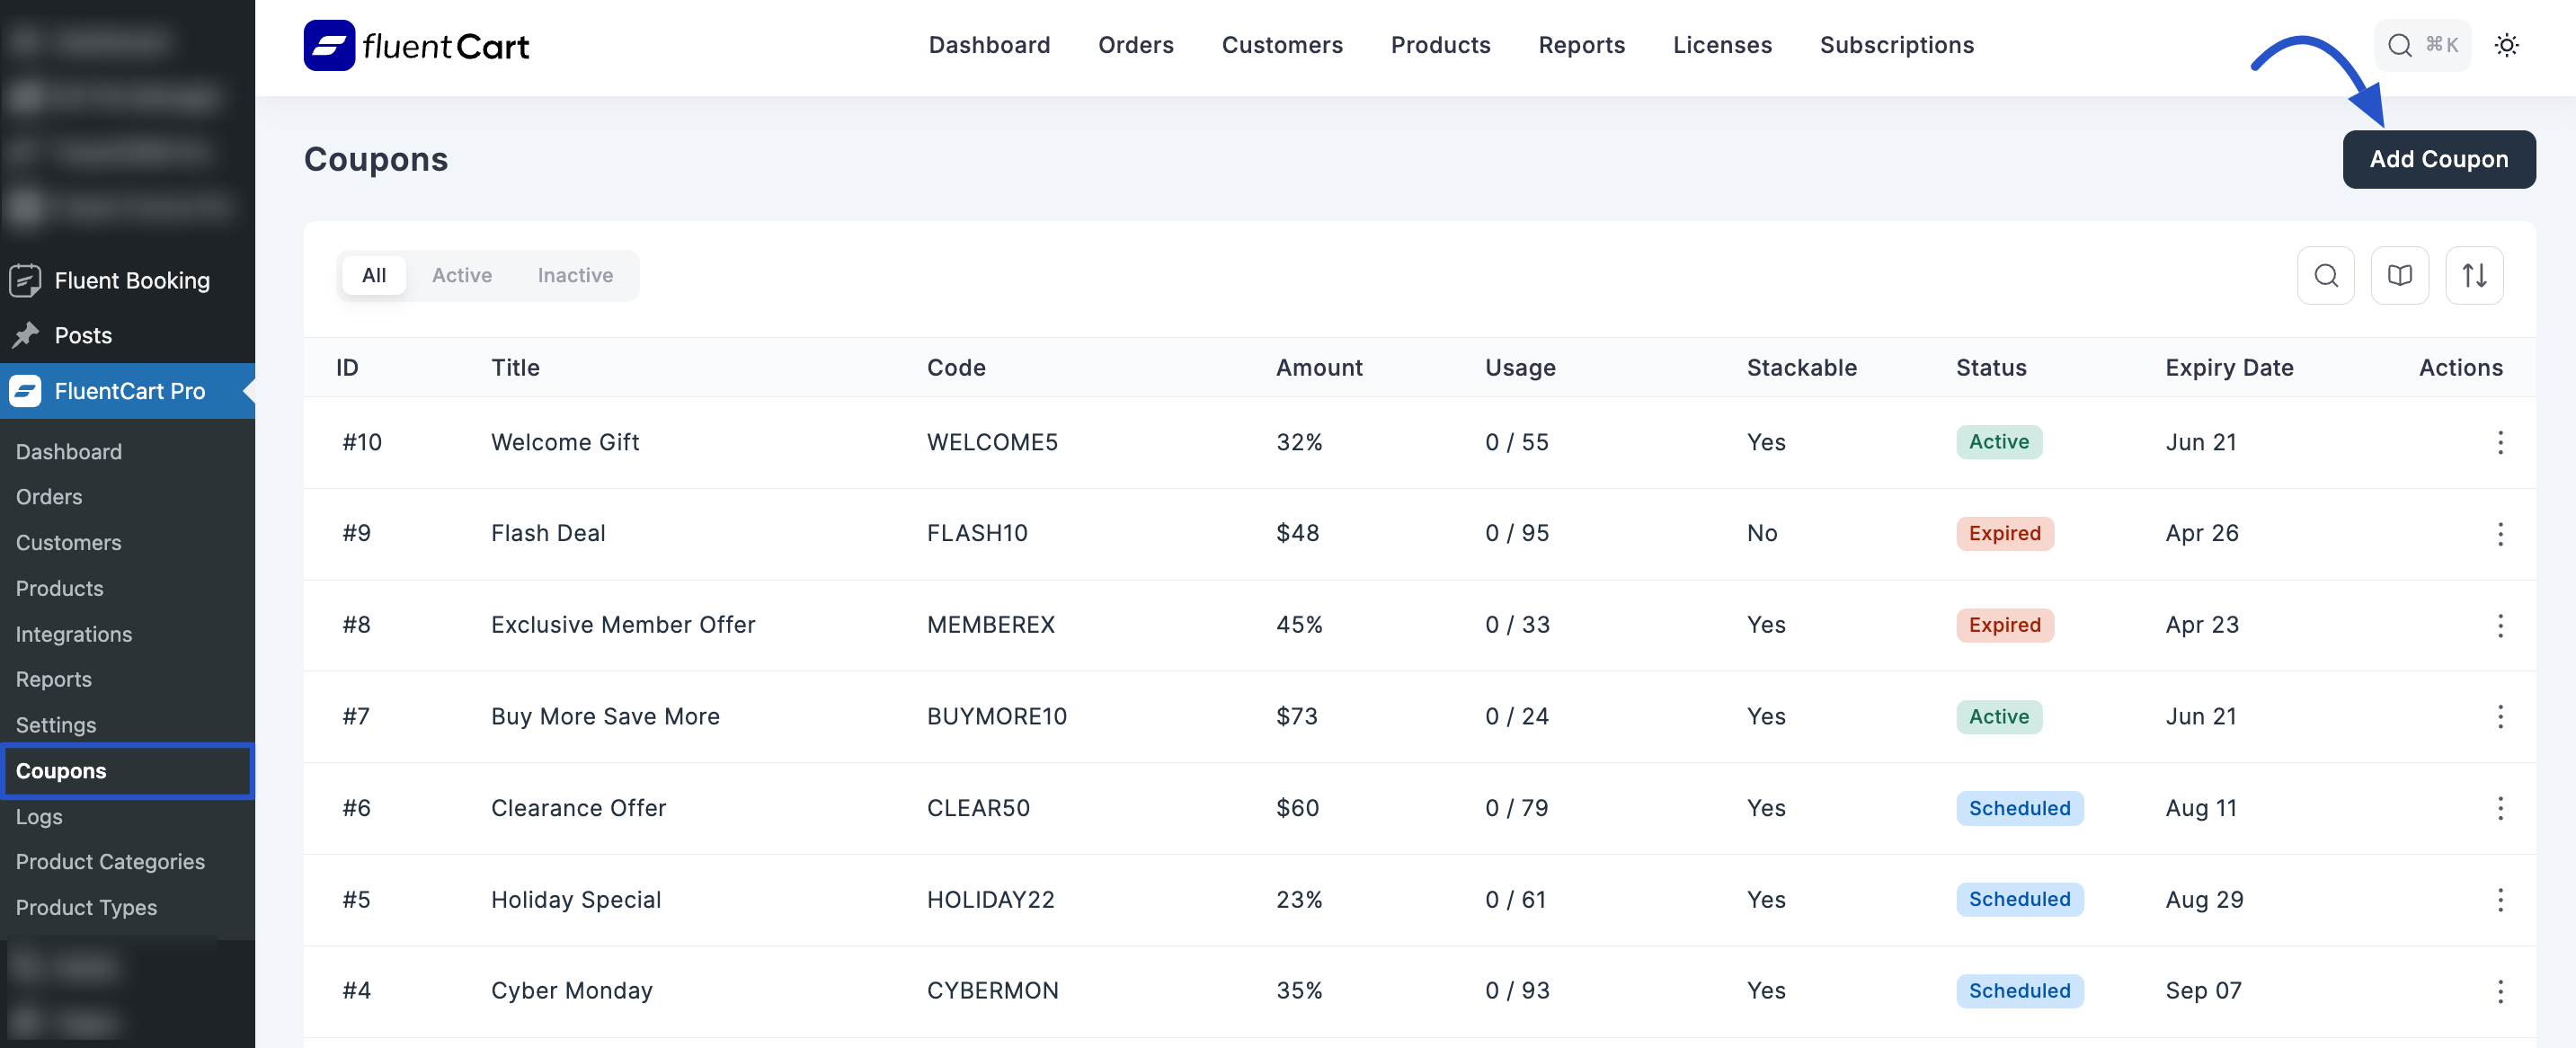 fluentCart
Dashboard Orders Customers Products Reports Licenses Subscriptions
⌘K
Coupons
Add Coupon
All Active Inactive
ID Title Code Amount Usage Stackable Status Expiry Date Actions
#10 Welcome Gift WELCOME5 32% 0 / 55 Yes Active Jun 21
#9 Flash Deal FLASH10 $48 0 / 95 No Expired Apr 26
#8 Exclusive Member Offer MEMBEREX 45% 0 / 33 Yes Expired Apr 23
#7 Buy More Save More BUYMORE10 $73 0 / 24 Yes Active Jun 21
#6 Clearance Offer CLEAR50 $60 0 / 79 Yes Scheduled Aug 11
#5 Holiday Special HOLIDAY22 23% 0 / 61 Yes Scheduled Aug 29
#4 Cyber Monday CYBERMON 35% 0 / 93 Yes Scheduled Sep 07
Fluent Booking
Posts
FluentCart Pro
Dashboard
Orders
Customers
Products
Integrations
Reports
Settings
Coupons
Logs
Product Categories
Product Types